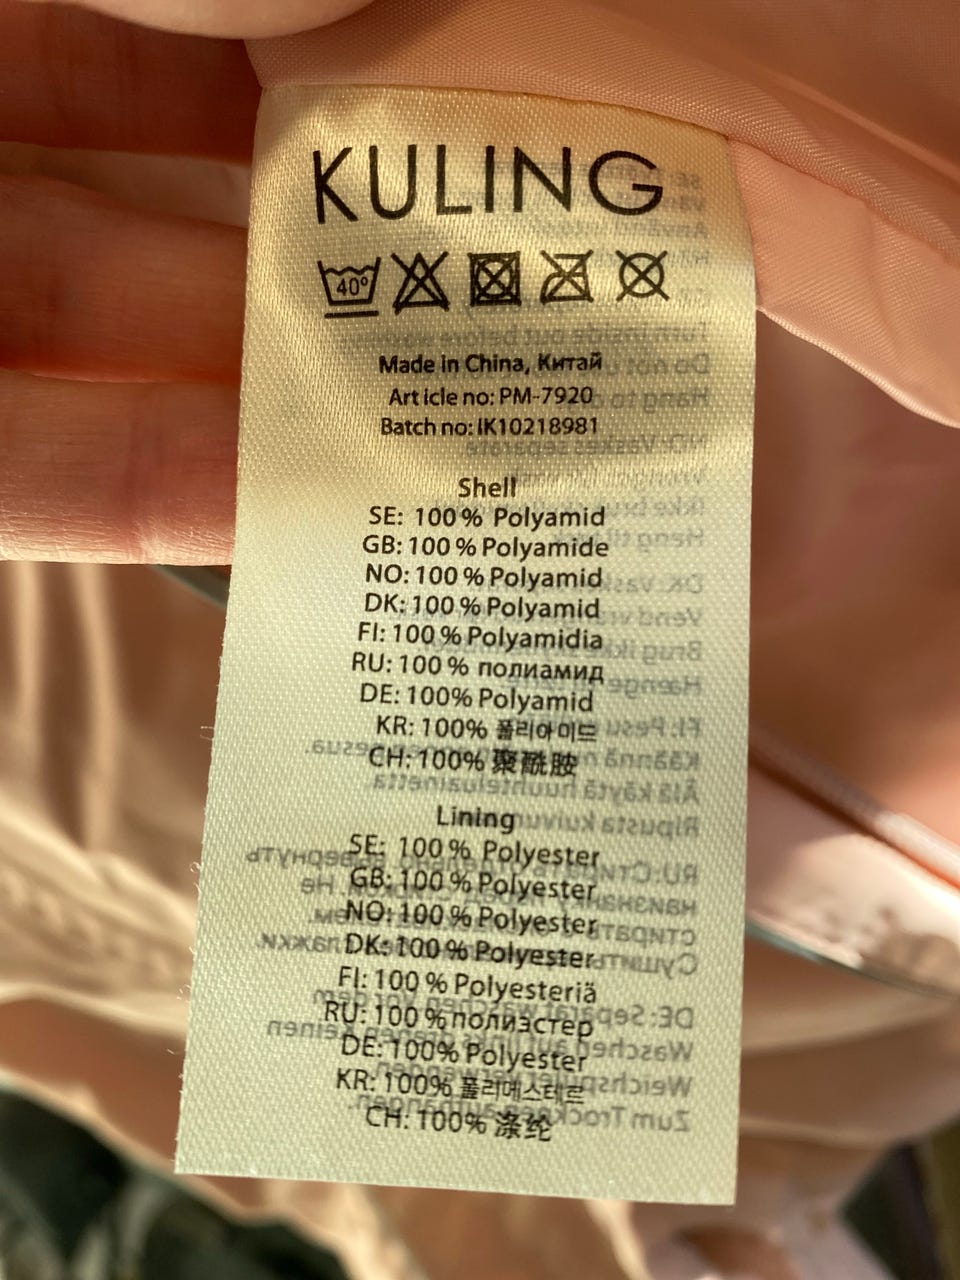 KULING
40°
Made in China, Китай
Art icle no: PM-7920
Batch no: IK10218981
Shell
SE: 100 % Polyamid
GB: 100 % Polyamide
NO: 100 % Polyamid
DK: 100 % Polyamid
FI: 100 % Polyamidia
RU: 100 % полиамид
DE: 100% Polyamid
KR: 100% 폴리아미드
CH: 100% 聚酰胺
Lining
SE: 100 % Polyester
GB: 100 % Polyester
NO: 100 % Polyester
DK: 100 % Polyester
FI: 100 % Polyesteriä
RU: 100 % полиэстер
DE: 100% Polyester
KR: 100% 폴리에스테르
CH: 100% 涤纶